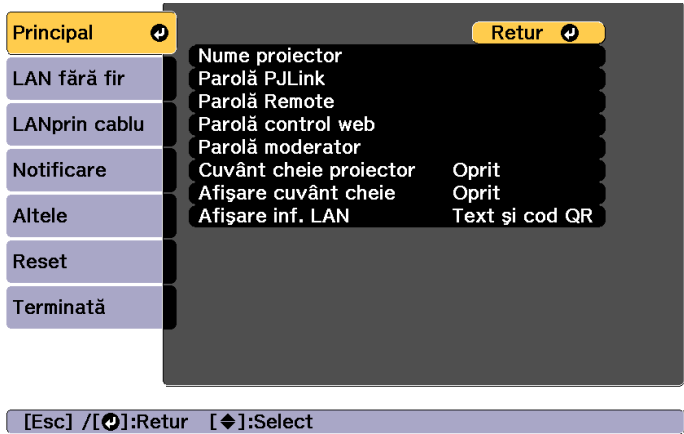 Principal
Retur
Nume proiector
LAN fără fir
Parolă PJLink
Parolă Remote
LANprin cablu
Parolă control web
Parolă moderator
Notificare
Cuvânt cheie proiector Oprit
Afişare cuvânt cheie Oprit
Altele
Afişare inf. LAN Text şi cod QR
Reset
Terminată
[Esc] /[⏎]:Retur [◆]:Select